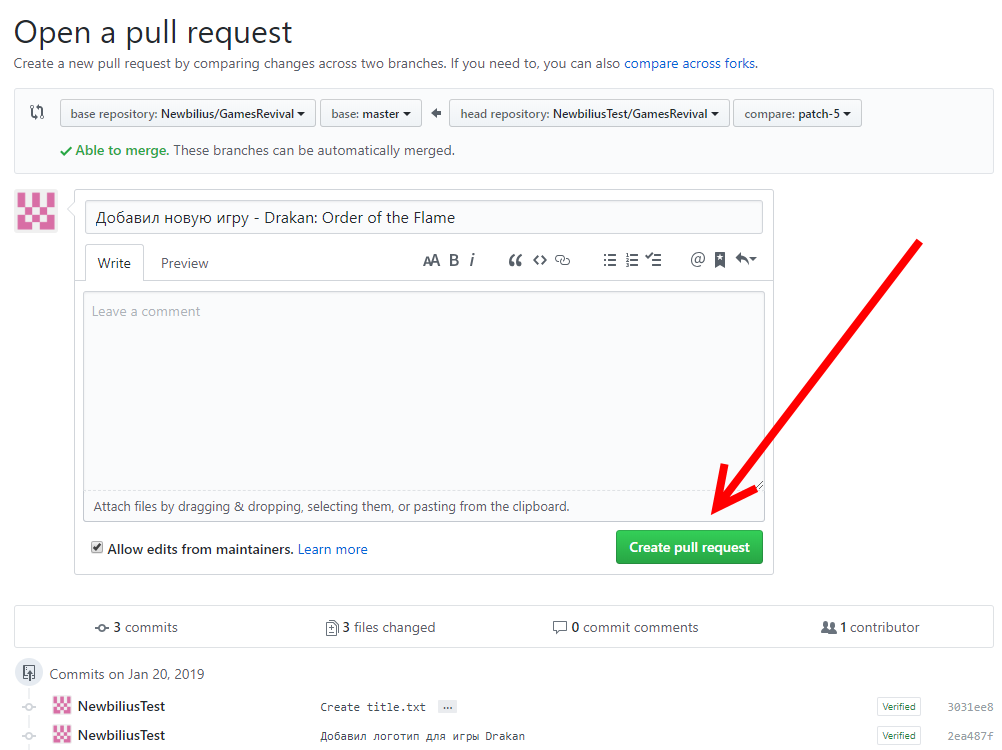 Open a pull request
Create a new pull request by comparing changes across two branches. If you need to, you can also compare across forks.
base repository: Newbilius/GamesRevival base: master head repository: NewbiliusTest/GamesRevival compare: patch-5
Able to merge. These branches can be automatically merged.
Добавил новую игру - Drakan: Order of the Flame
Write Preview AA B i
Leave a comment
Attach files by dragging & dropping, selecting them, or pasting from the clipboard.
Allow edits from maintainers. Learn more Create pull request
3 commits 3 files changed 0 commit comments 1 contributor
Commits on Jan 20, 2019
NewbiliusTest Create title.txt ... Verified 3031ee8
NewbiliusTest Добавил логотип для игры Drakan Verified 2ea487f